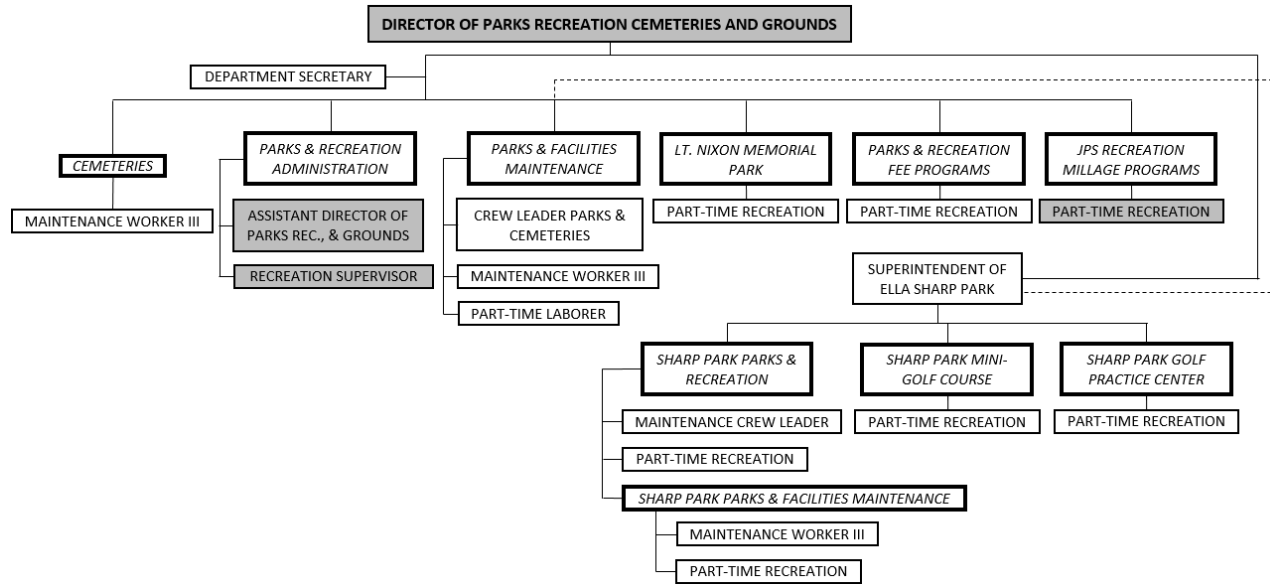 DIRECTOR OF PARKS RECREATION CEMETERIES AND GROUNDS
DEPARTMENT SECRETARY
CEMETERIES
MAINTENANCE WORKER III
PARKS & RECREATION
ADMINISTRATION
ASSISTANT DIRECTOR OF
PARKS REC., & GROUNDS
RECREATION SUPERVISOR
PARKS & FACILITIES
MAINTENANCE
CREW LEADER PARKS &
CEMETERIES
MAINTENANCE WORKER III
PART-TIME LABORER
LT. NIXON MEMORIAL
PARK
PART-TIME RECREATION
PARKS & RECREATION
FEE PROGRAMS
PART-TIME RECREATION
JPS RECREATION
MILLAGE PROGRAMS
PART-TIME RECREATION
SUPERINTENDENT OF
ELLA SHARP PARK
SHARP PARK PARKS &
RECREATION
MAINTENANCE CREW LEADER
PART-TIME RECREATION
SHARP PARK PARKS & FACILITIES MAINTENANCE
MAINTENANCE WORKER III
PART-TIME RECREATION
SHARP PARK MINI-
GOLF COURSE
PART-TIME RECREATION
SHARP PARK GOLF
PRACTICE CENTER
PART-TIME RECREATION